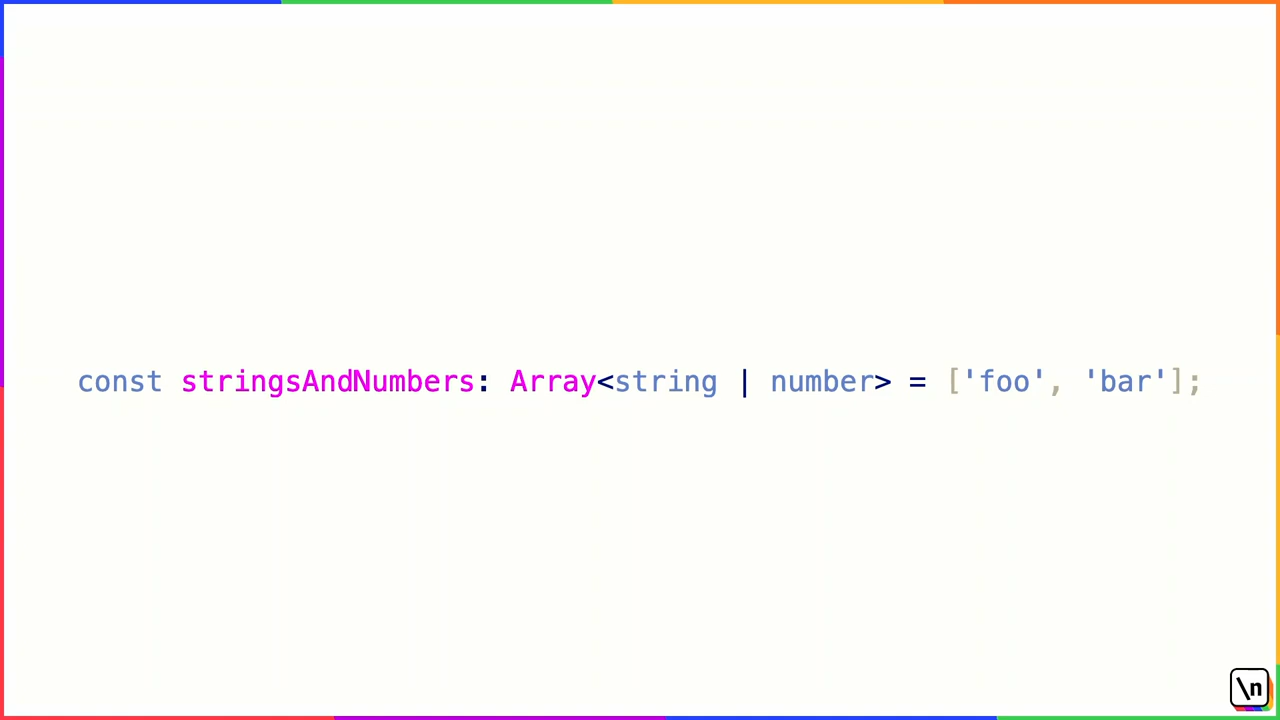 const stringsAndNumbers: Array<string | number> = ['foo', 'bar'];
\n